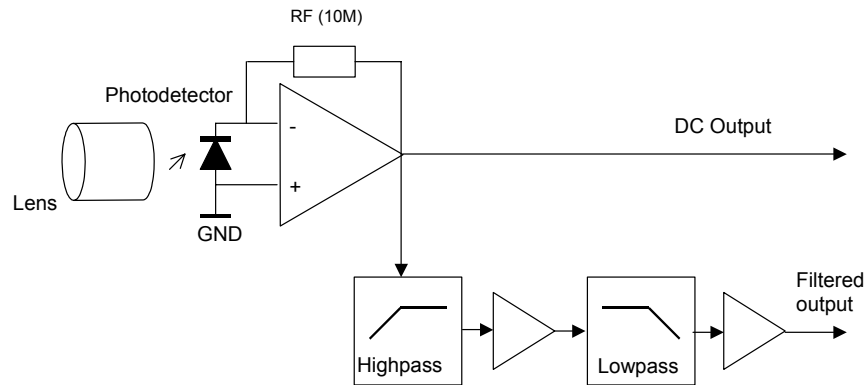 RF (10M)
Photodetector
-
DC Output
+
Lens
GND
Filtered
output
Highpass
Lowpass